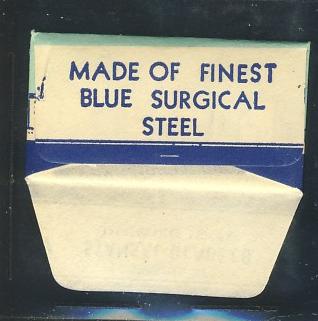 MADE OF FINEST
BLUE SURGICAL
STEEL